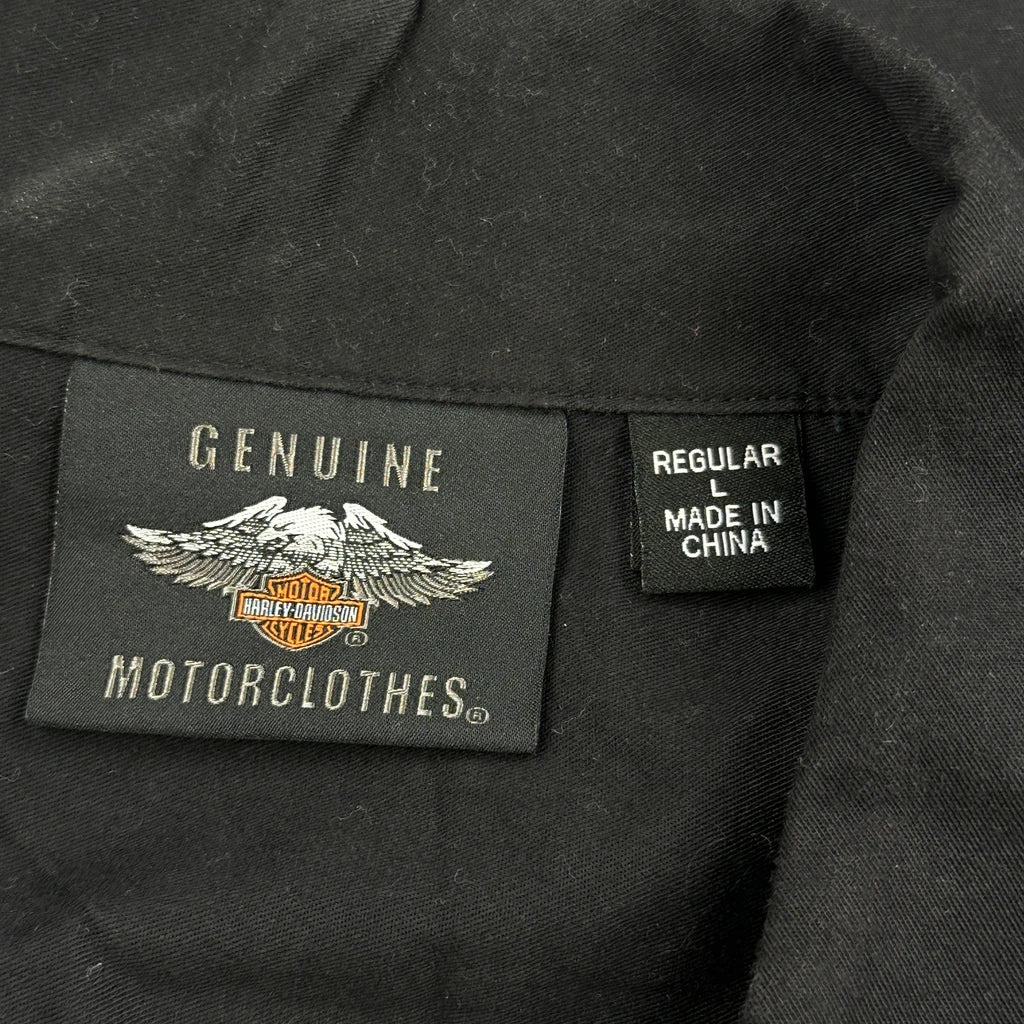 GENUINE
MOTOR
HARLEY-DAVIDSON
CYCLES
®
MOTORCLOTHES®
REGULAR
L
MADE IN
CHINA